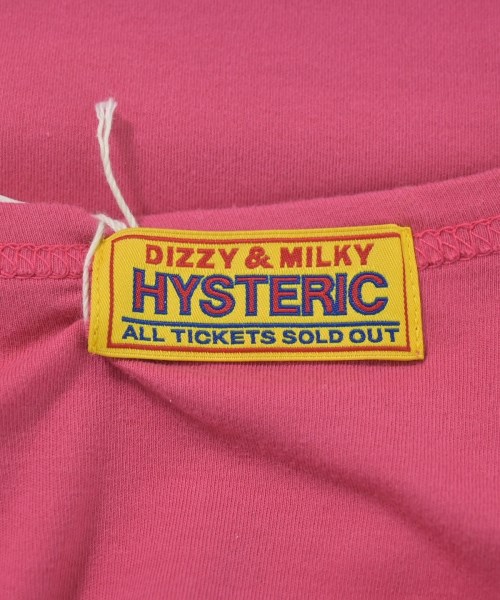 DIZZY & MILKY
HYSTERIC
ALL TICKETS SOLD OUT